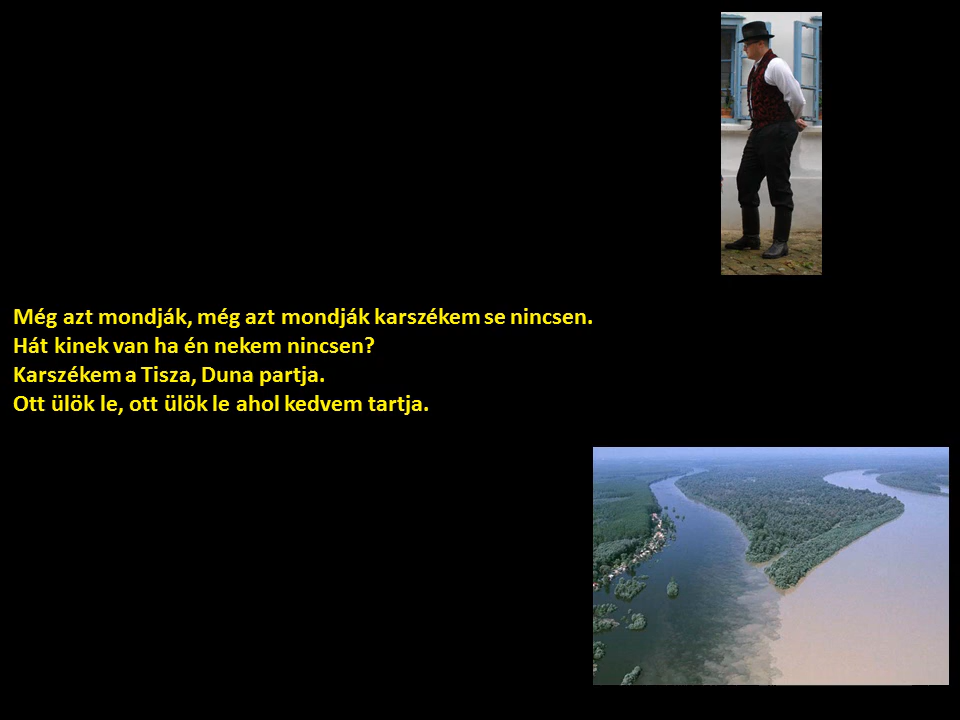 Még azt mondják, még azt mondják karszékem se nincsen.
Hát kinek van ha én nekem nincsen?
Karszékem a Tisza, Duna partja.
Ott ülök le, ott ülök le ahol kedvem tartja.